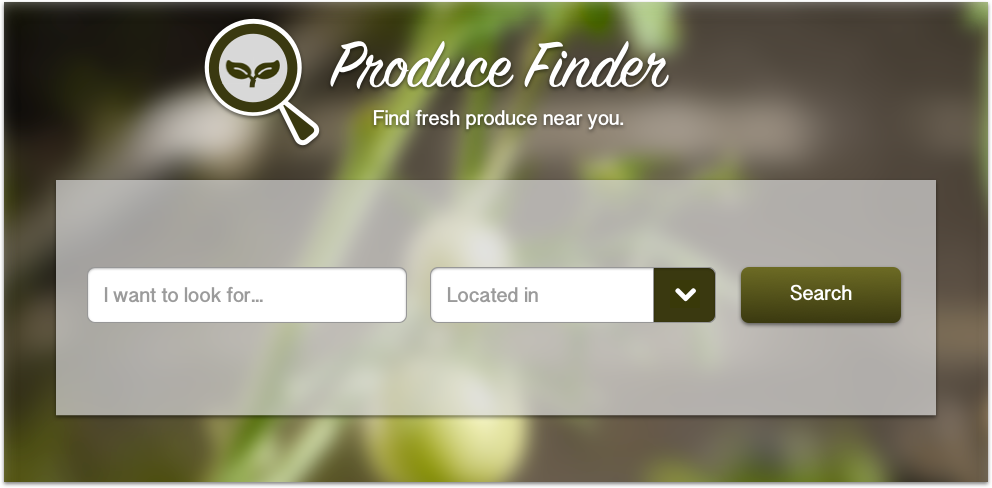 Produce Finder
Find fresh produce near you.
I want to look for...
Located in
Search